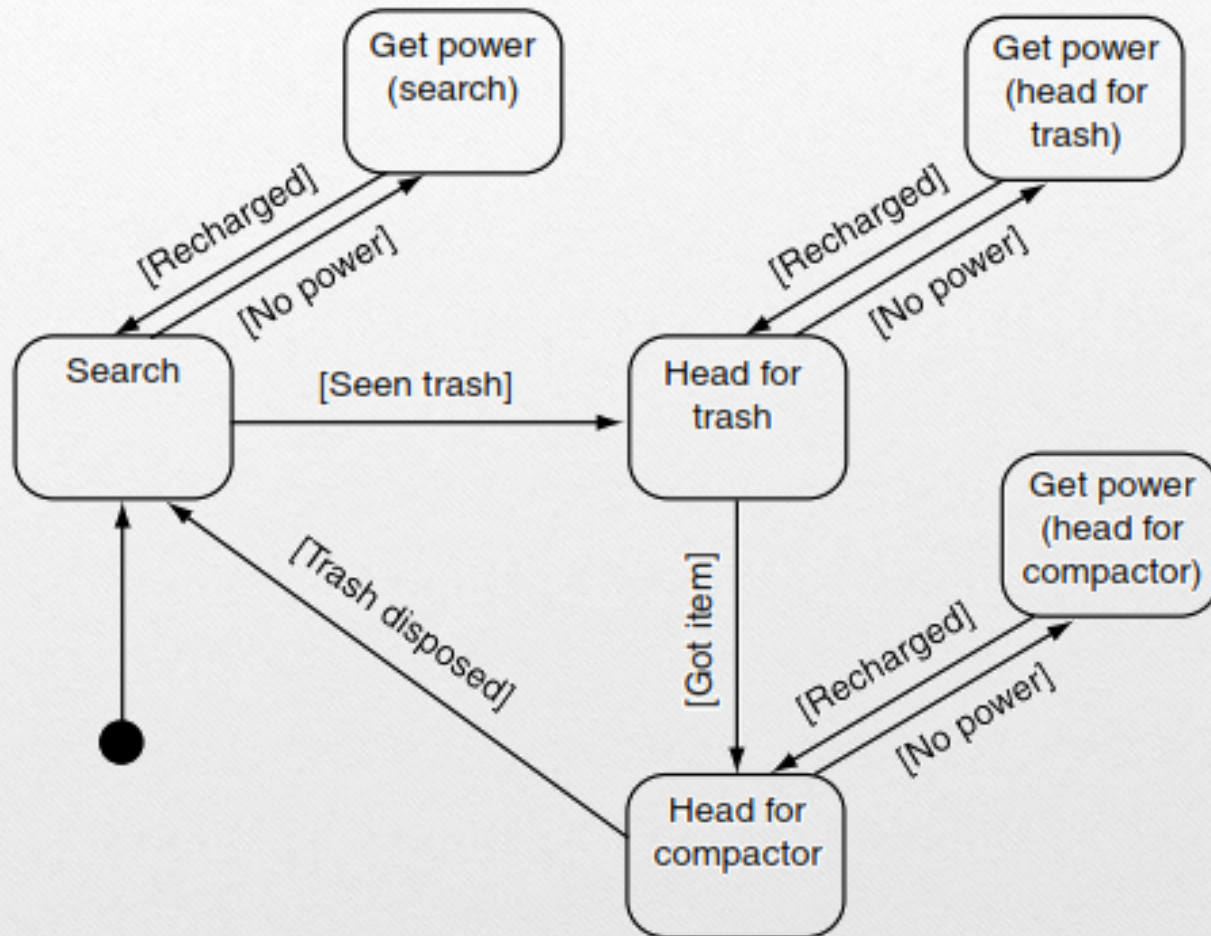 Get power
(search)
Get power
(head for
trash)
[Recharged]
[No power]
[Recharged]
[No power]
Search
[Seen trash]
Head for
trash
Get power
(head for
compactor)
[Trash disposed]
[Got item]
[Recharged]
[No power]
Head for
compactor